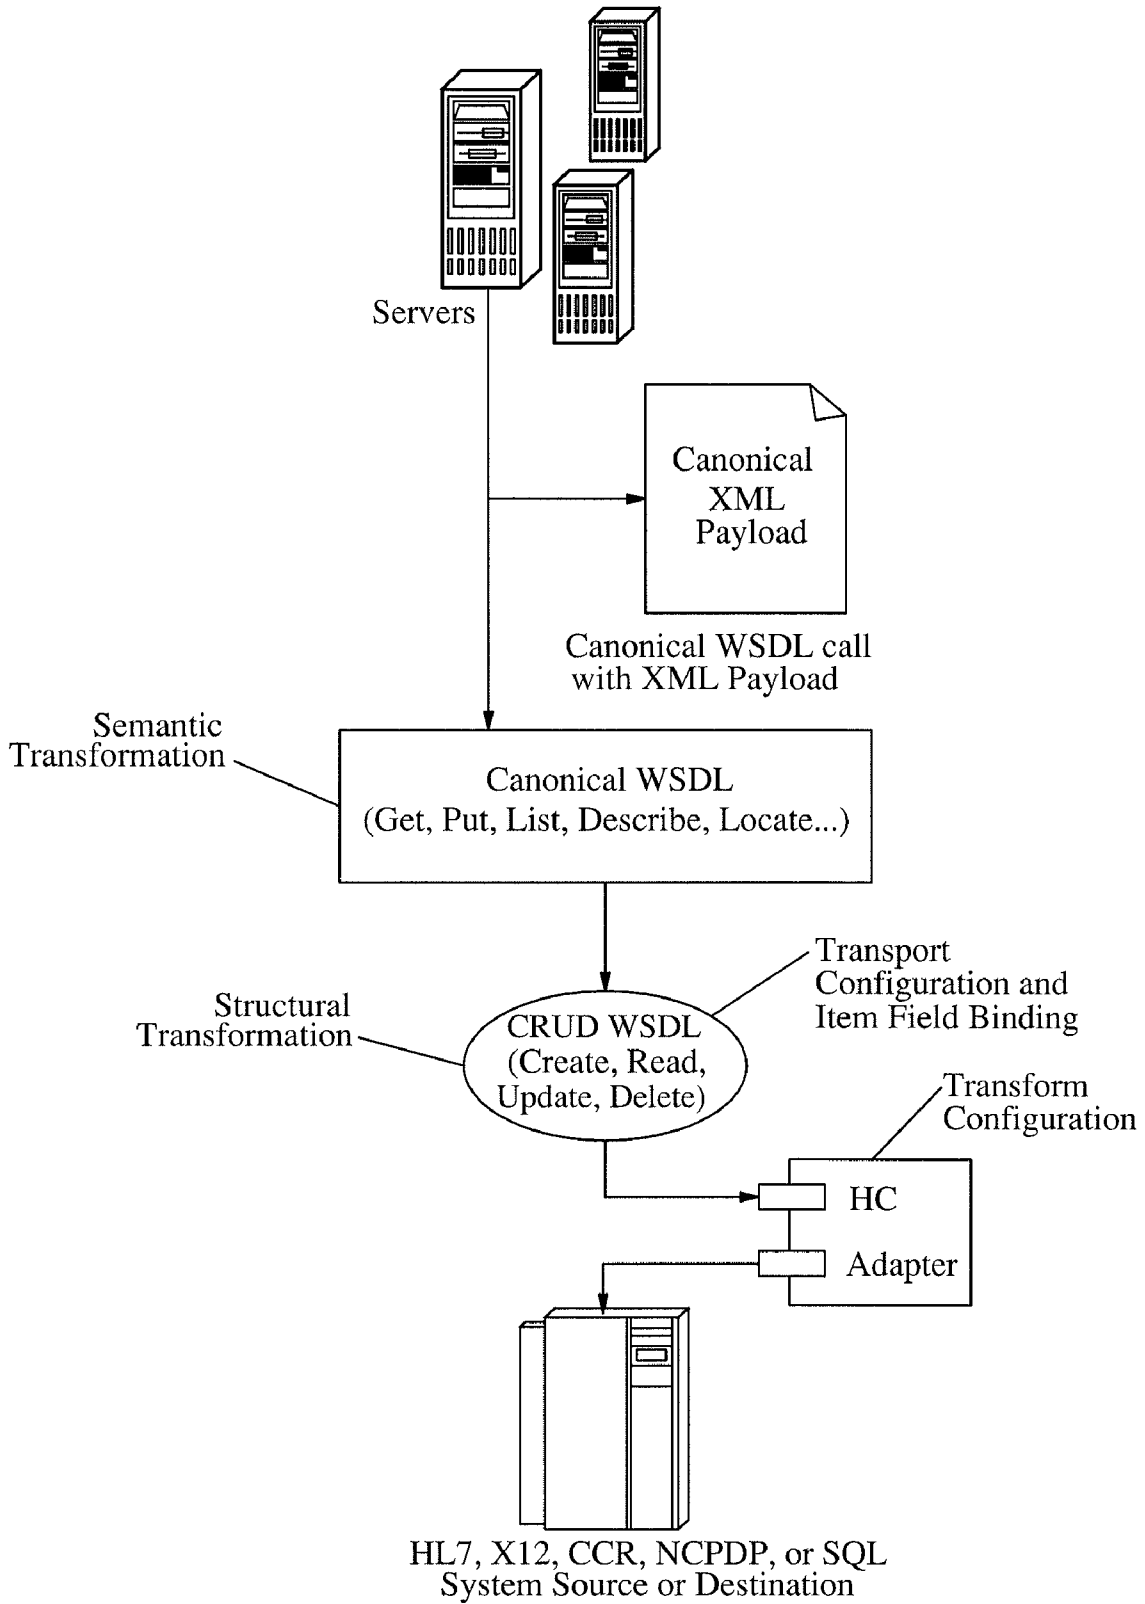 Servers
Canonical
XML
Payload
Canonical WSDL call
with XML Payload
Semantic
Transformation
Canonical WSDL
(Get, Put, List, Describe, Locate...)
Transport
Configuration and
Item Field Binding
Structural
Transformation
CRUD WSDL
(Create, Read,
Update, Delete)
Transform
Configuration
HC
Adapter
HL7, X12, CCR, NCPDP, or SQL
System Source or Destination